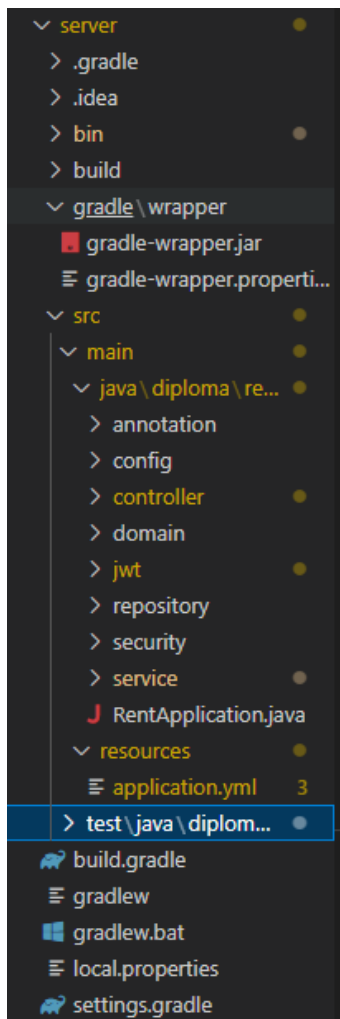 server
.gradle
.idea
bin
build
gradle\wrapper
gradle-wrapper.jar
gradle-wrapper.properti...
src
main
java\diploma\re...
annotation
config
controller
domain
jwt
repository
security
service
J RentApplication.java
resources
application.yml 3
test\java\diplom...
build.gradle
gradlew
gradlew.bat
local.properties
settings.gradle